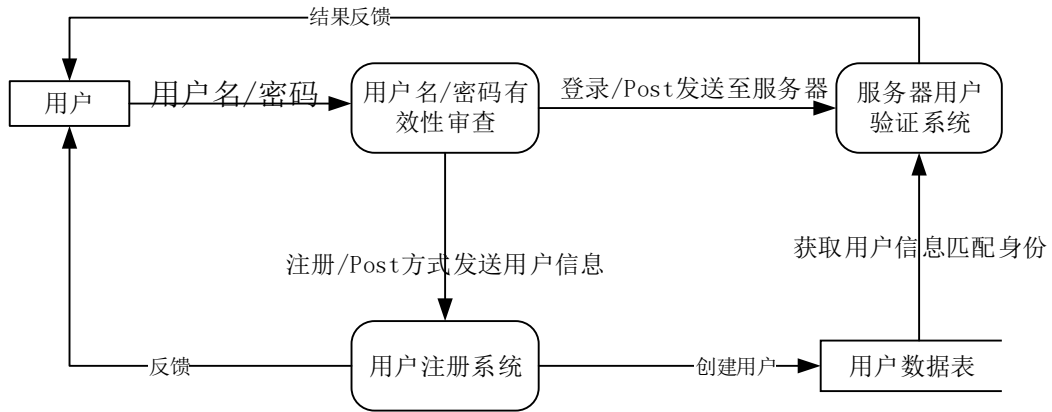 结果反馈
用户
用户名/密码
用户名/密码有
效性审查
登录/Post发送至服务器
服务器用户
验证系统
注册/Post方式发送用户信息
获取用户信息匹配身份
反馈
用户注册系统
创建用户
用户数据表